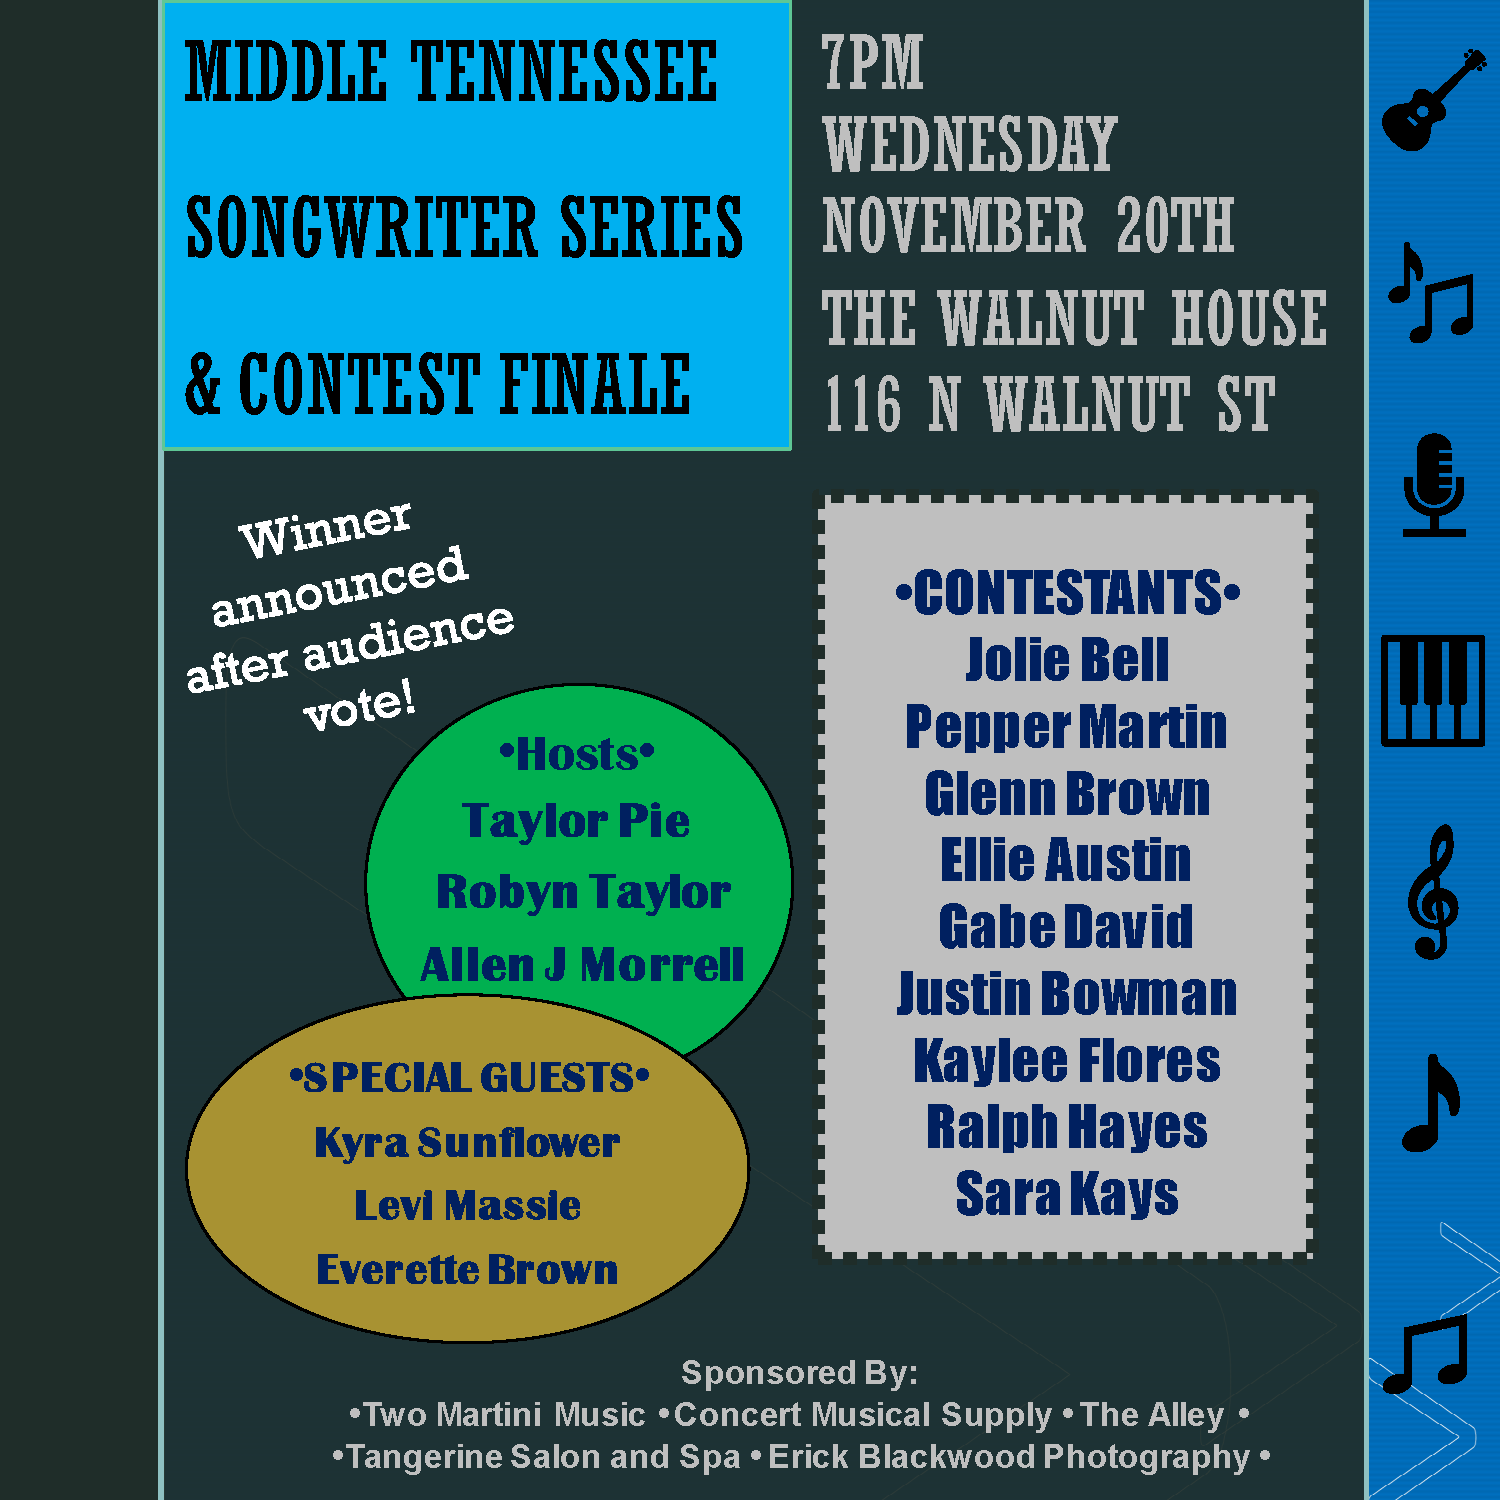 MIDDLE TENNESSEE
SONGWRITER SERIES
& CONTEST FINALE
7PM
WEDNESDAY
NOVEMBER 20TH
THE WALNUT HOUSE
116 N WALNUT ST
Winner
announced
after audience
vote!
•Hosts•
Taylor Pie
Robyn Taylor
Allen J Morrell
•SPECIAL GUESTS•
Kyra Sunflower
Levi Massie
Everette Brown
•CONTESTANTS•
Jolie Bell
Pepper Martin
Glenn Brown
Ellie Austin
Gabe David
Justin Bowman
Kaylee Flores
Ralph Hayes
Sara Kays
Sponsored By:
•Two Martini Music •Concert Musical Supply •The Alley •
•Tangerine Salon and Spa •Erick Blackwood Photography •